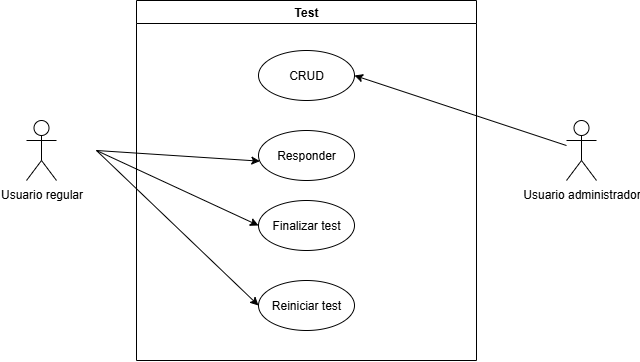 Test
CRUD
Responder
Usuario regular
Usuario administrador
Finalizar test
Reiniciar test